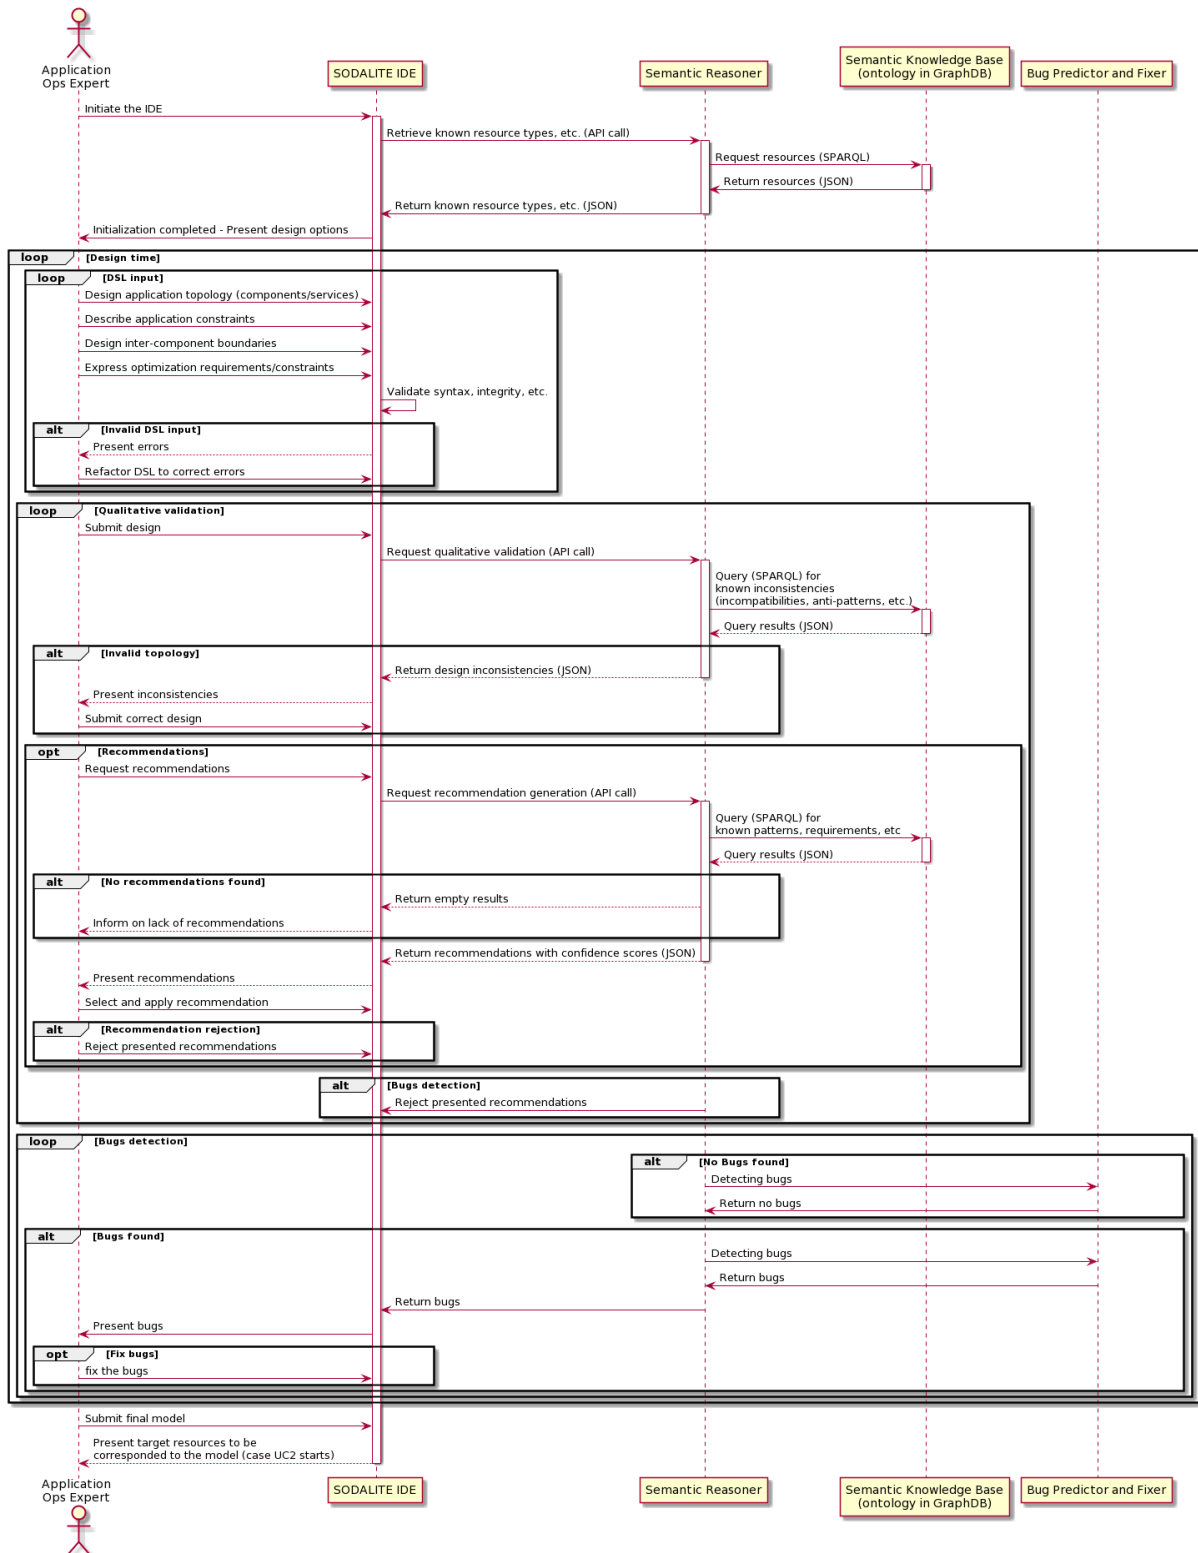 Application
Ops Expert
SODALITE IDE
Semantic Reasoner
Semantic Knowledge Base
(ontology in GraphDB)
Bug Predictor and Fixer
Initiate the IDE
Retrieve known resource types, etc. (API call)
Request resources (SPARQL)
Return resources (JSON)
Return known resource types, etc. (JSON)
Initialization completed - Present design options
loop [Design time]
loop [DSL input]
Design application topology (components/services)
Describe application constraints
Design inter-component boundaries
Express optimization requirements/constraints
Validate syntax, integrity, etc.
alt [Invalid DSL input]
Present errors
Refactor DSL to correct errors
loop [Qualitative validation]
Submit design
Request qualitative validation (API call)
Query (SPARQL) for
known inconsistencies
(incompatibilities, anti-patterns, etc.)
Query results (JSON)
alt [Invalid topology]
Return design inconsistencies (JSON)
Present inconsistencies
Submit correct design
opt [Recommendations]
Request recommendations
Request recommendation generation (API call)
Query (SPARQL) for
known patterns, requirements, etc
Query results (JSON)
alt [No recommendations found]
Return empty results
Inform on lack of recommendations
Return recommendations with confidence scores (JSON)
Present recommendations
Select and apply recommendation
alt [Recommendation rejection]
Reject presented recommendations
alt [Bugs detection]
Reject presented recommendations
loop [Bugs detection]
alt [No Bugs found]
Detecting bugs
Return no bugs
alt [Bugs found]
Detecting bugs
Return bugs
Return bugs
Present bugs
opt [Fix bugs]
fix the bugs
Submit final model
Present target resources to be
corresponded to the model (case UC2 starts)
Application
Ops Expert
SODALITE IDE
Semantic Reasoner
Semantic Knowledge Base
(ontology in GraphDB)
Bug Predictor and Fixer